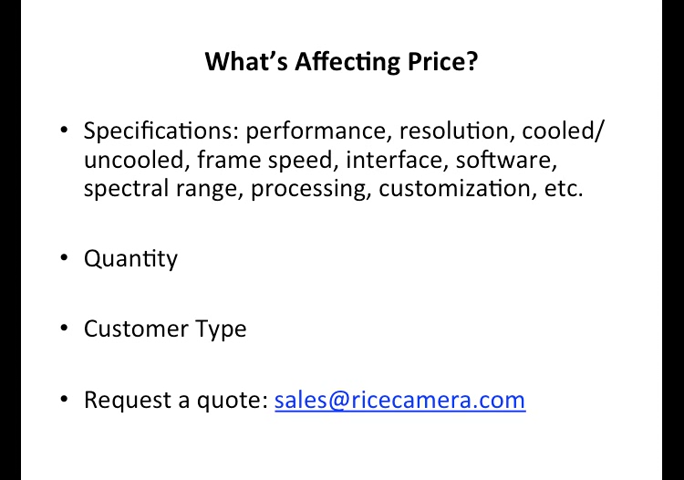 What's Affecting Price?
• Specifications: performance, resolution, cooled/
uncooled, frame speed, interface, software,
spectral range, processing, customization, etc.
• Quantity
• Customer Type
• Request a quote: sales@ricecamera.com